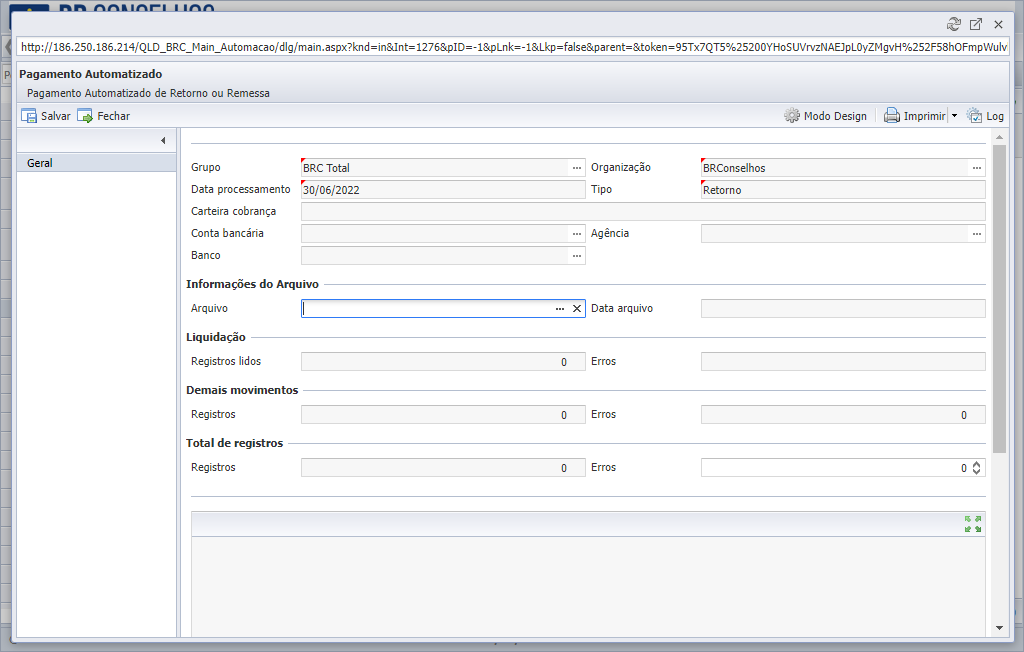 http://186.250.186.214/QLD_BRC_Main_Automacao/dlg/main.aspx?knd=in&Int=1276&pID=-1&pLnk=-1&Lkp=false&parent=&token=95Tx7QT5%25200YHoSUVrvzNAEJpL0yZMgvH%252F58hOFmpWulv
Pagamento Automatizado
Pagamento Automatizado de Retorno ou Remessa
Salvar Fechar Modo Design Imprimir Log
Geral
Grupo BRC Total Organização BRConselhos
Data processamento 30/06/2022 Tipo Retorno
Carteira cobrança
Conta bancária Agência
Banco
Informações do Arquivo
Arquivo Data arquivo
Liquidação
Registros lidos 0 Erros
Demais movimentos
Registros 0 Erros 0
Total de registros
Registros 0 Erros 0